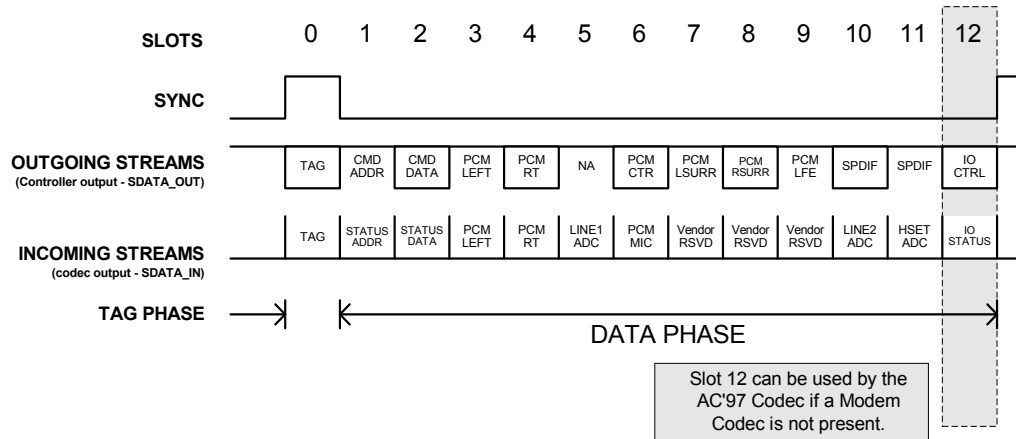 SLOTS 0 1 2 3 4 5 6 7 8 9 10 11 12
SYNC
OUTGOING STREAMS
(Controller output - SDATA_OUT)
TAG
CMD
ADDR
CMD
DATA
PCM
LEFT
PCM
RT
NA
PCM
CTR
PCM
LSURR
PCM
RSURR
PCM
LFE
SPDIF
SPDIF
IO
CTRL
INCOMING STREAMS
(codec output - SDATA_IN)
TAG
STATUS
ADDR
STATUS
DATA
PCM
LEFT
PCM
RT
LINE1
ADC
PCM
MIC
Vendor
RSVD
Vendor
RSVD
Vendor
RSVD
LINE2
ADC
HSET
ADC
IO
STATUS
TAG PHASE
DATA PHASE
Slot 12 can be used by the
AC'97 Codec if a Modem
Codec is not present.